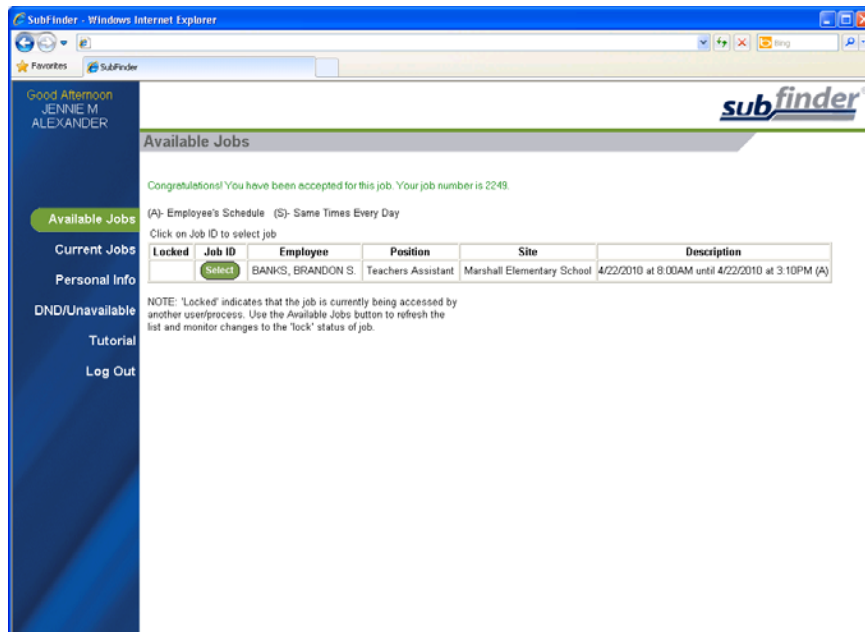 SubFinder - Windows Internet Explorer
Bing
Favorites SubFinder
Good Afternoon
JENNIE M
ALEXANDER
subfinder
Available Jobs
Congratulations! You have been accepted for this job. Your job number is 2249.
(A)- Employee's Schedule (S)- Same Times Every Day
Click on Job ID to select job
Locked Job ID Employee Position Site Description
Select BANKS, BRANDON S. Teachers Assistant Marshall Elementary School 4/22/2010 at 8:00AM until 4/22/2010 at 3:10PM (A)
NOTE: 'Locked' indicates that the job is currently being accessed by
another user/process. Use the Available Jobs button to refresh the
list and monitor changes to the 'lock' status of job.
Available Jobs
Current Jobs
Personal Info
DND/Unavailable
Tutorial
Log Out